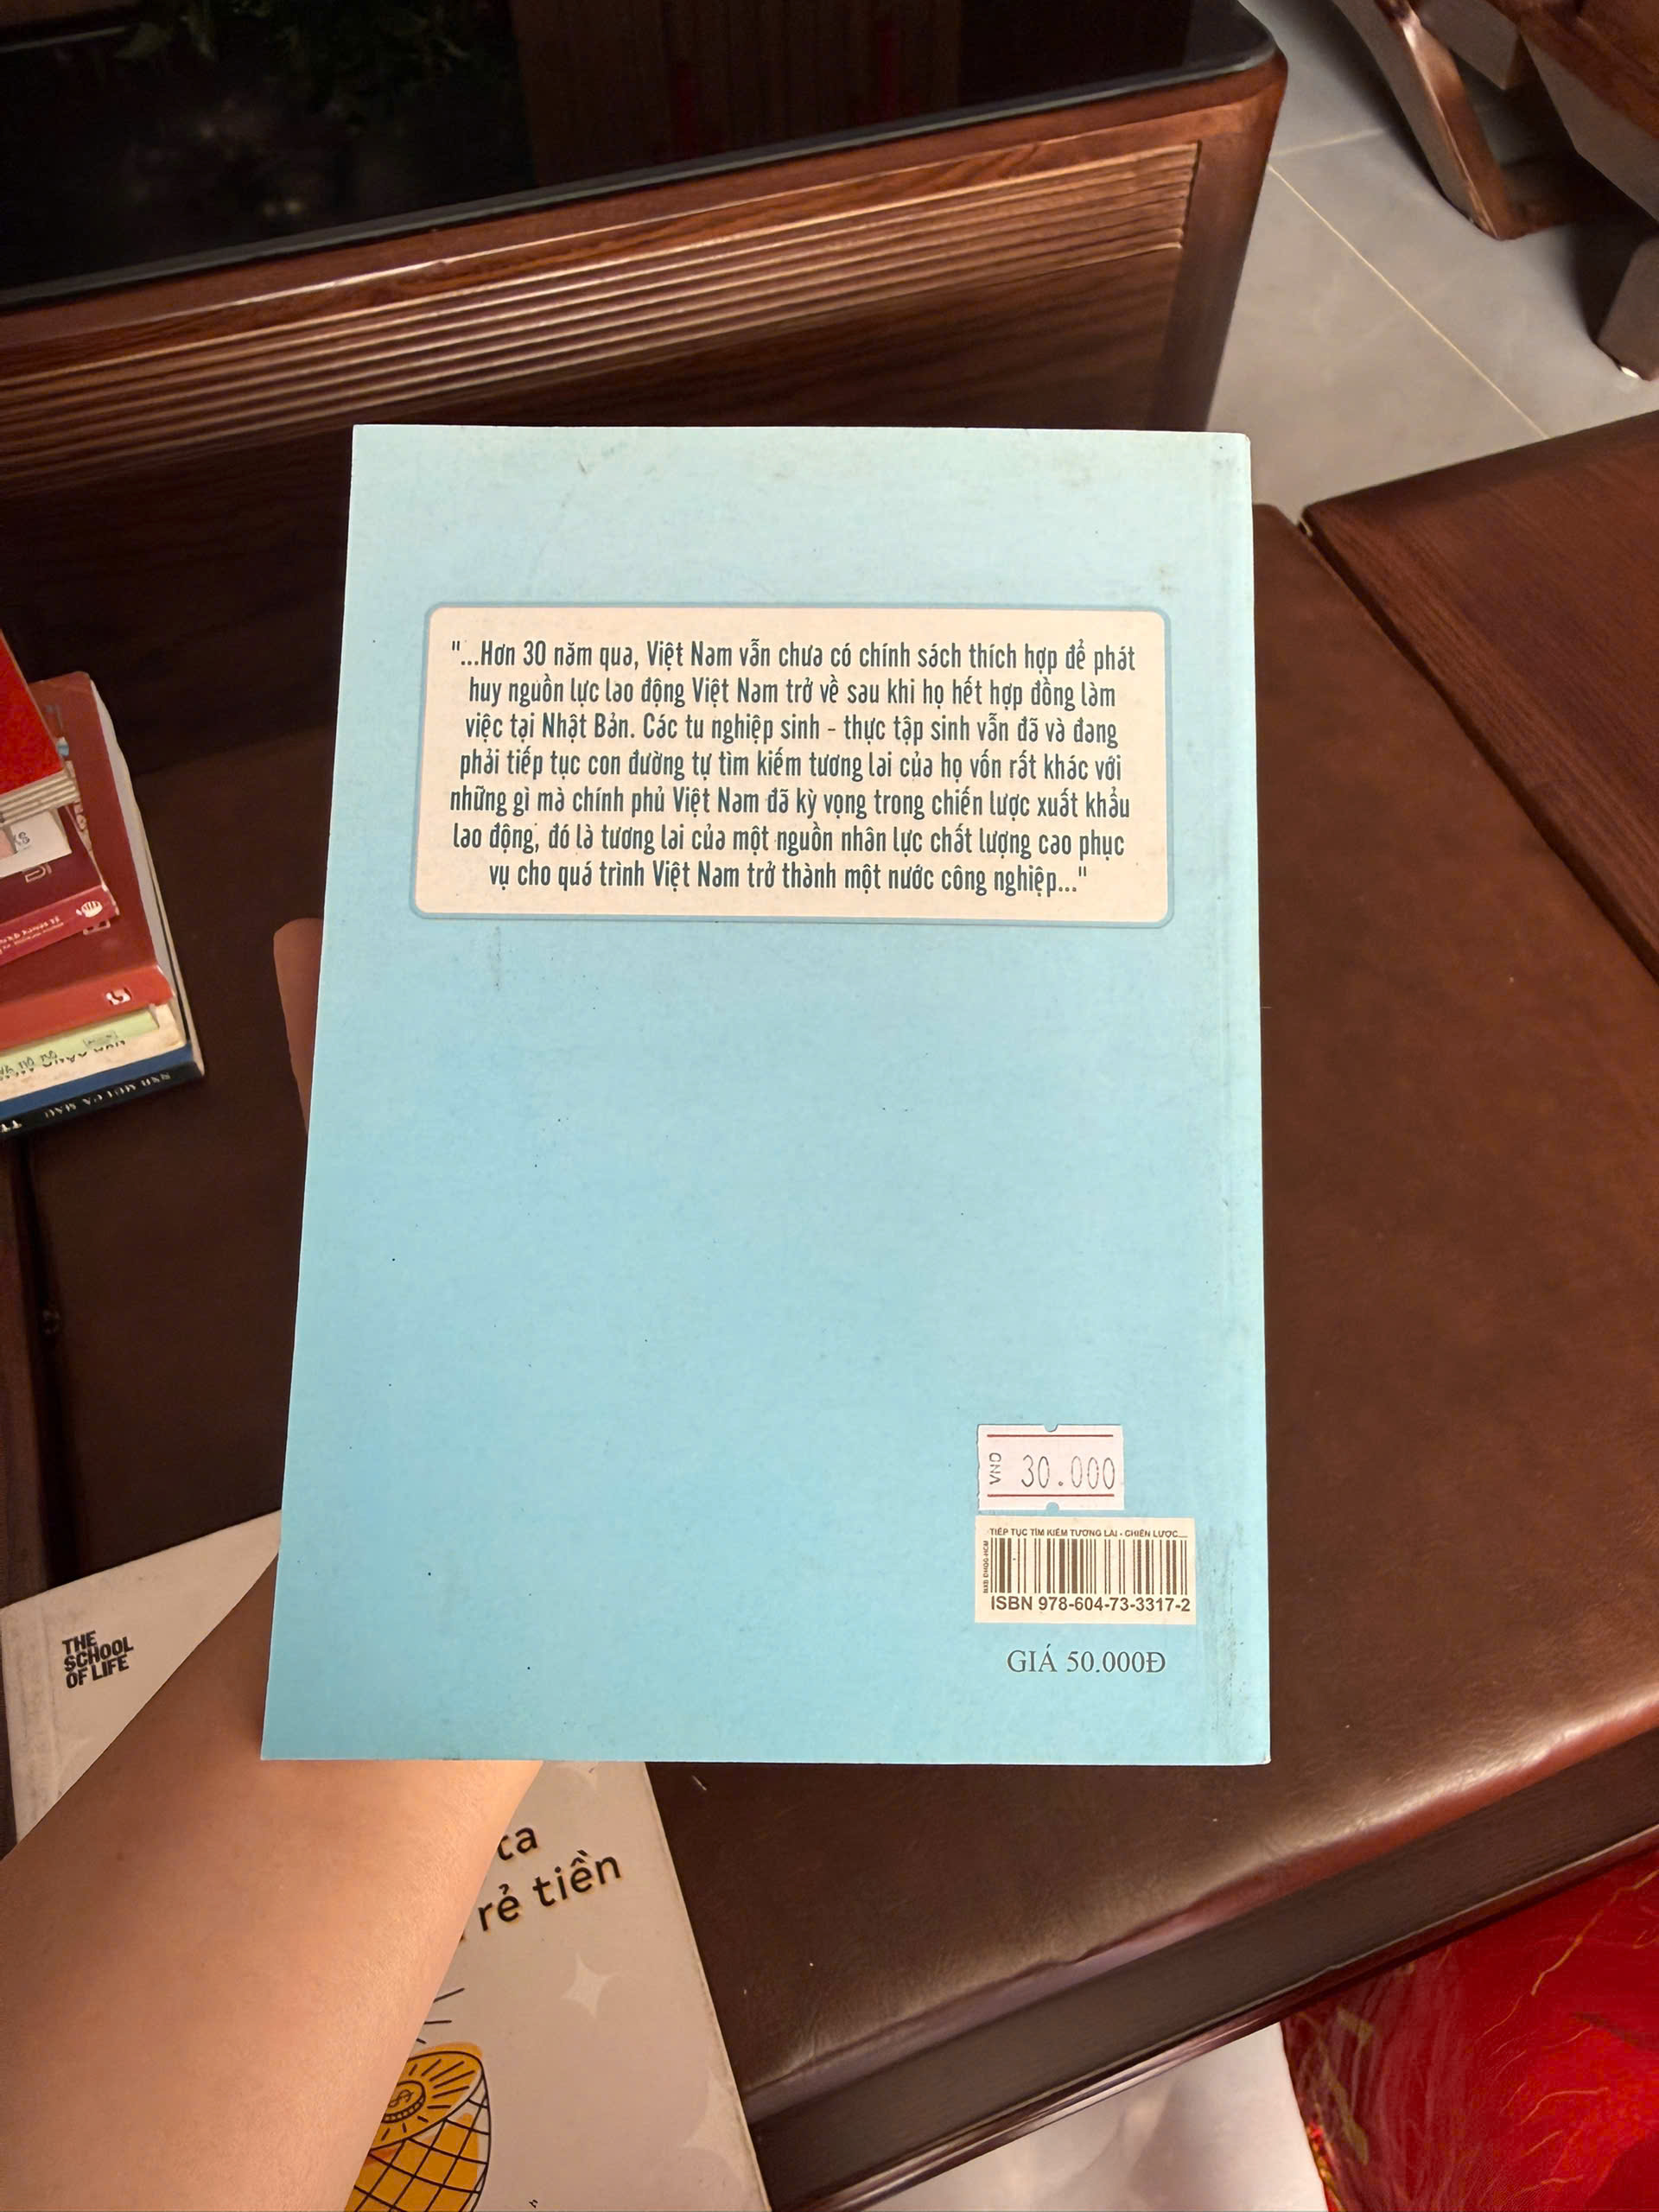 "...Hơn 30 năm qua, Việt Nam vẫn chưa có chính sách thích hợp để phát
huy nguồn lực lao động Việt Nam trở về sau khi họ hết hợp đồng làm
việc tại Nhật Bản. Các tu nghiệp sinh - thực tập sinh vẫn đã và đang
phải tiếp tục con đường tự tìm kiếm tương lai của họ vốn rất khác với
những gì mà chính phủ Việt Nam đã kỳ vọng trong chiến lược xuất khẩu
lao động, đó là tương lai của một nguồn nhân lực chất lượng cao phục
vụ cho quá trình Việt Nam trở thành một nước công nghiệp..."
VND 30.000
TIẾP TỤC TÌM KIẾM TƯƠNG LAI - CHIẾN LƯỢC....
NXB ĐHQG-HCM
ISBN 978-604-73-3317-2
GIÁ 50.000Đ
THE
SCHOOL
OF LIFE
ta
rẻ tiền